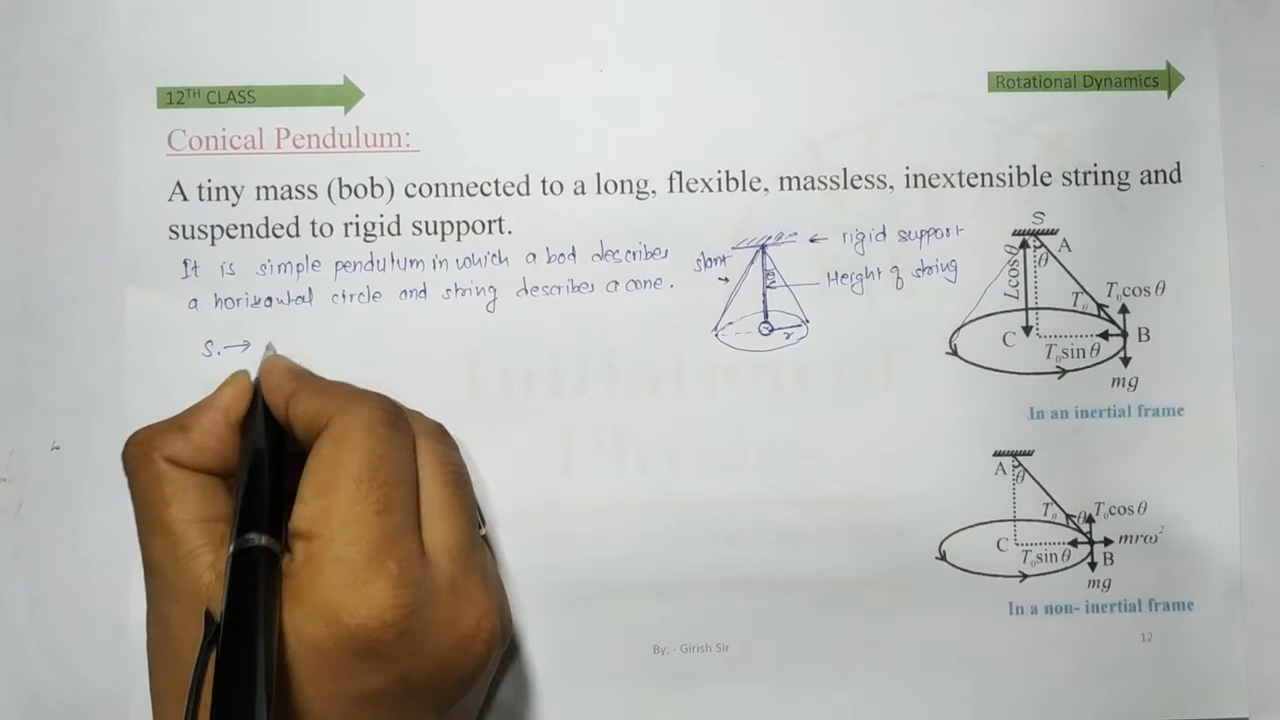 12TH CLASS
Rotational Dynamics
Conical Pendulum:
A tiny mass (bob) connected to a long, flexible, massless, inextensible string and
suspended to rigid support.
It is simple pendulum in which a bod describes
a horizontal circle and string describes a cone.
S. →
← rigid support
slant
Height of string
r
S
A
θ
Lcosθ
T₀
T₀cosθ
C
T₀sinθ
B
mg
In an inertial frame
A
θ
T₀
θ
T₀cosθ
C
T₀sinθ
mrω²
B
mg
In a non- inertial frame
By: - Girish Sir
12